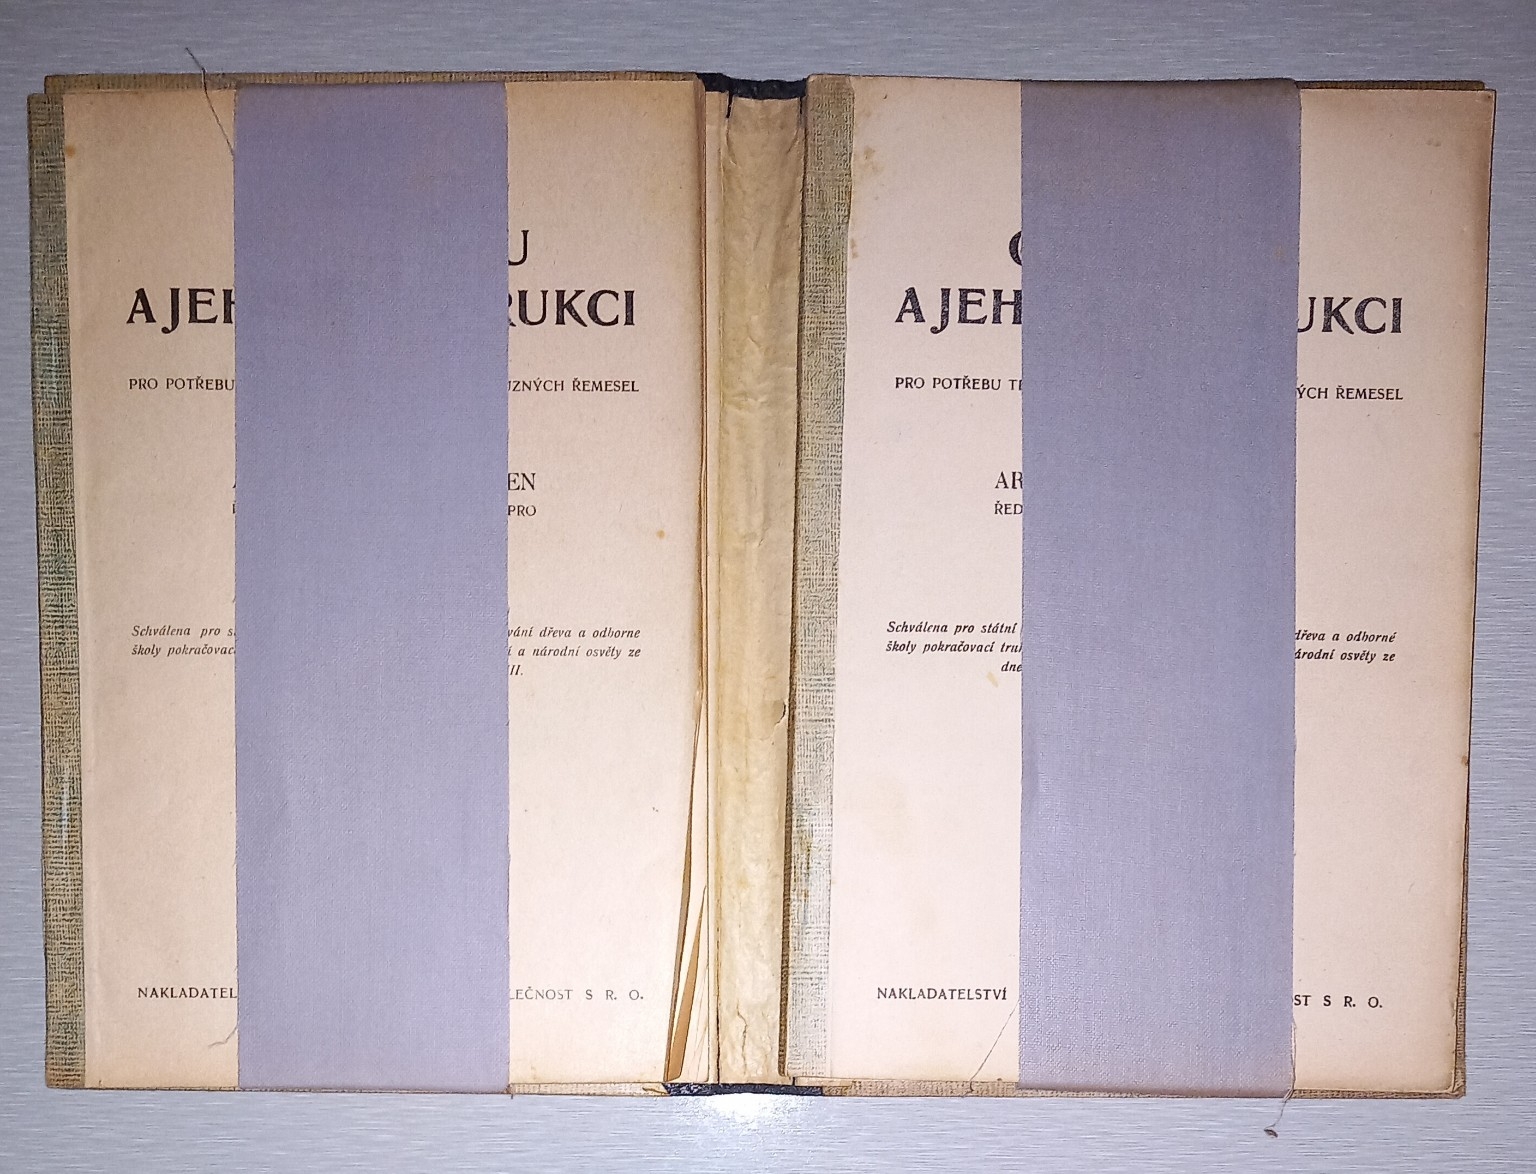 U
A JEH RUKCI
PRO POTŘEBU UZNÝCH ŘEMESEL
EN
PRO
Schválena pro s vání dřeva a odborne
školy pokračovac í a národní osvěty ze
II.
NAKLADATEL LEČNOST S R. O.
A JEH UKCI
PRO POTŘEBU TR ÝCH ŘEMESEL
AR
ŘED
Schválena pro státní dřeva a odborné
školy pokračovací truh árodní osvěty ze
dne
NAKLADATELSTVÍ ST S R. O.